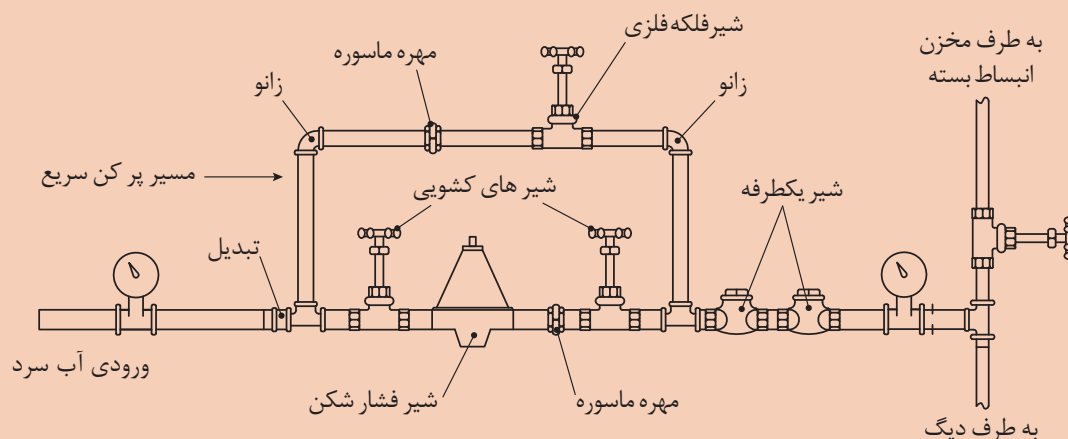 شیرفلکه فلزی
به طرف مخزن
انبساط بسته
مهره ماسوره
زانو
زانو
مسیر پر کن سریع
شیر های کشویی
شیر یکطرفه
تبدیل
ورودی آب سرد
شیر فشار شکن
مهره ماسوره
به طرف دیگ